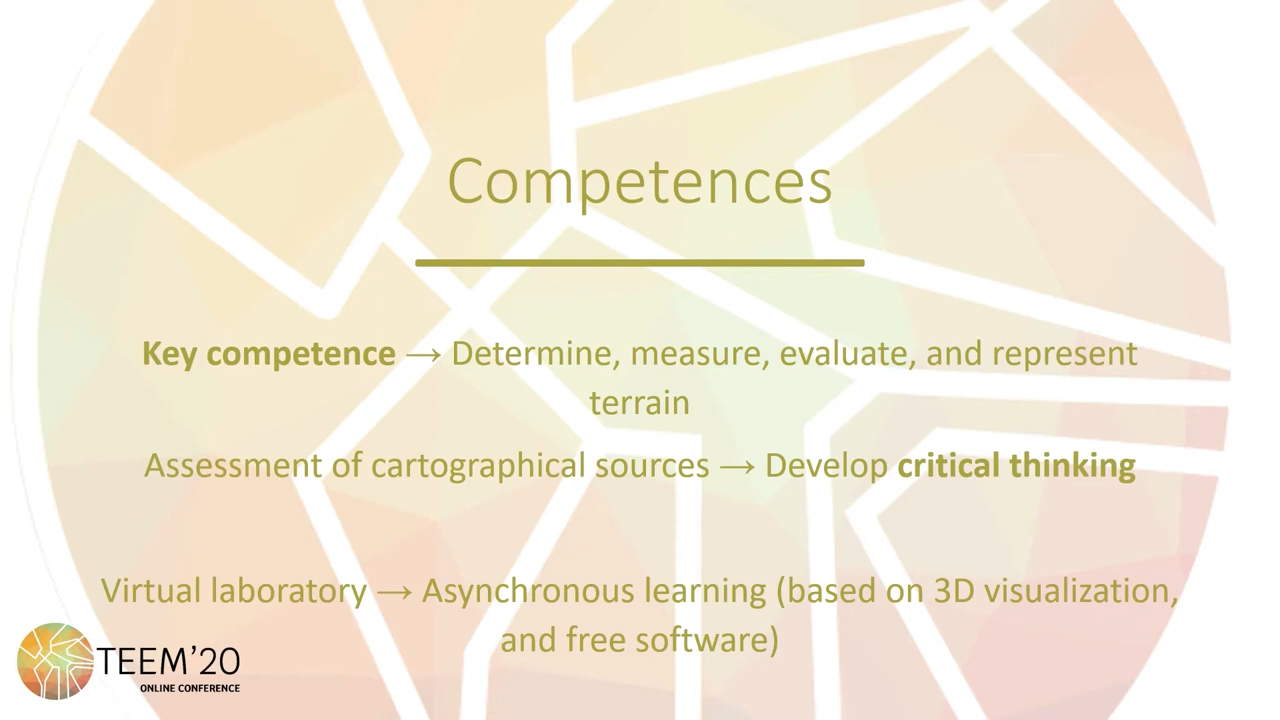 Competences
Key competence → Determine, measure, evaluate, and represent
terrain
Assessment of cartographical sources → Develop critical thinking
Virtual laboratory → Asynchronous learning (based on 3D visualization,
and free software)
TEEM’20
ONLINE CONFERENCE